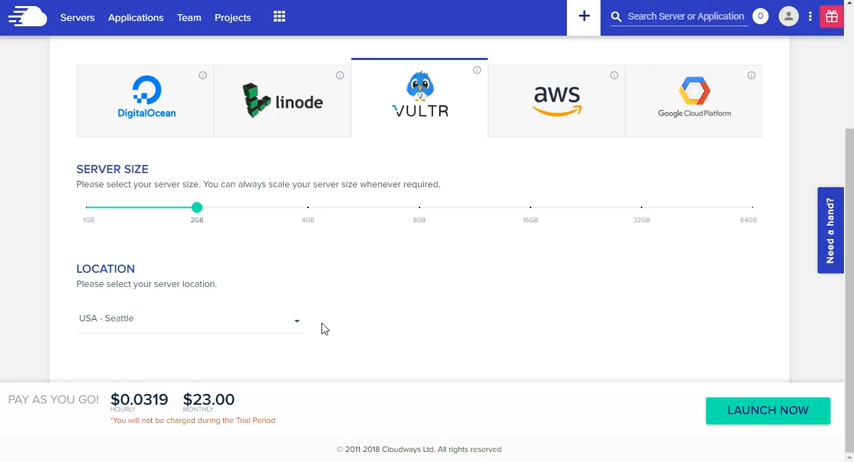 Servers Applications Team Projects
+ Search Server or Application 0
DigitalOcean
linode
VULTR
aws
Google Cloud Platform
SERVER SIZE
Please select your server size. You can always scale your server size whenever required.
1GB 2GB 4GB 8GB 16GB 32GB 64GB
Need a hand?
LOCATION
Please select your server location.
USA - Seattle
PAY AS YOU GO! $0.0319 $23.00
HOURLY MONTHLY
*You will not be charged during the Trial Period
LAUNCH NOW
© 2011-2018 Cloudways Ltd. All rights reserved